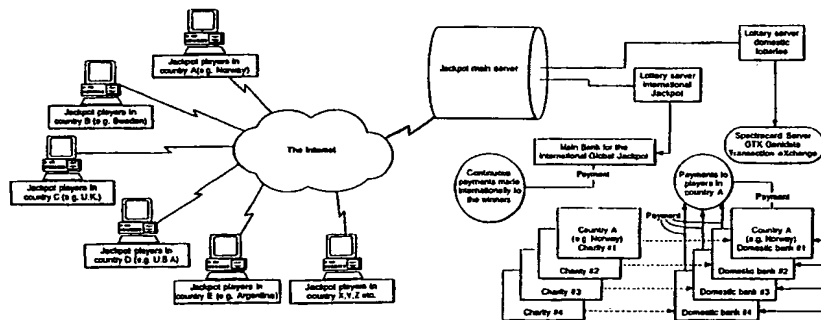 Jackpot players in
country A(e.g. Norway)
Jackpot players in
country B (e.g. Sweden)
Jackpot players in
country C (e.g. U.K.)
Jackpot players in
country D (e.g. U.S A)
Jackpot players in
country E (e.g. Argentina)
Jackpot players in
country X,Y,Z etc.
The Internet
Jackpot main server
Lottery server
domestic
lotteries
Lottery server
International
Jackpot
Spectrecard Server
GTX
Transaction eXchange
Main Bank for the
International Global Jackpot
Payment
Continuous
payments made
internationally to
the winners
Payments to
players in
country A
Payment
Payment
Country A
(e.g. Norway)
Charity #1
Charity #2
Charity #3
Charity #4
Country A
(e.g. Norway)
Domestic bank #1
Domestic bank #2
Domestic bank #3
Domestic bank #4